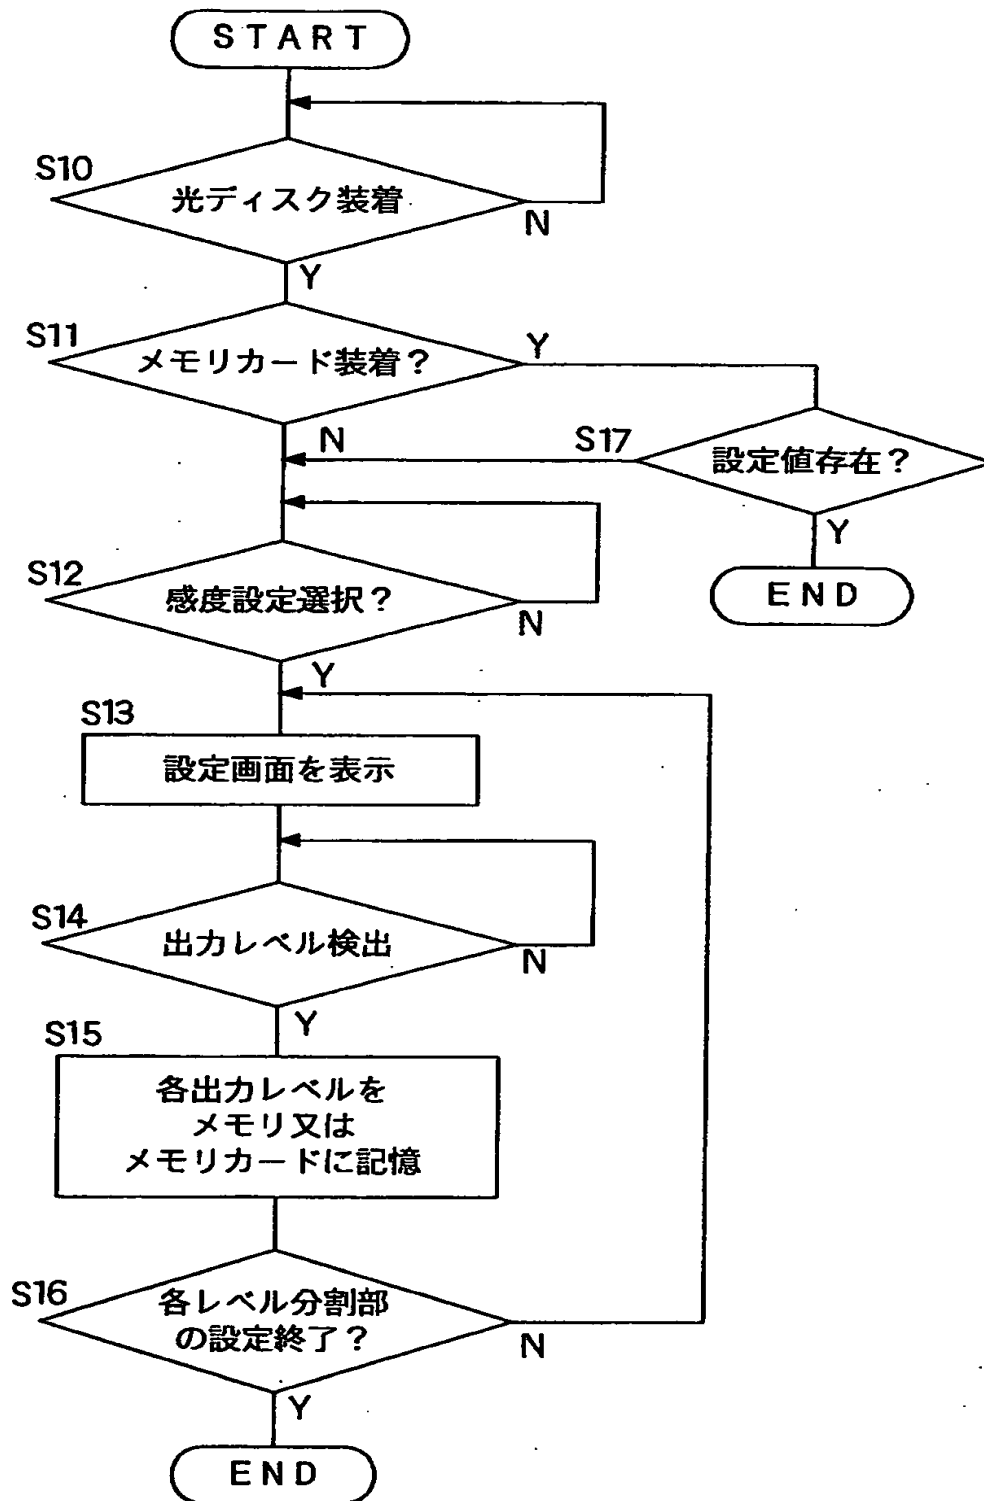 START
S10
光ディスク装着
N
Y
S11
メモリカード装着？
Y
N
S17
設定値存在？
Y
END
S12
感度設定選択？
N
Y
S13
設定画面を表示
S14
出力レベル検出
N
Y
S15
各出力レベルを
メモリ又は
メモリカードに記憶
S16
各レベル分割部
の設定終了？
N
Y
END